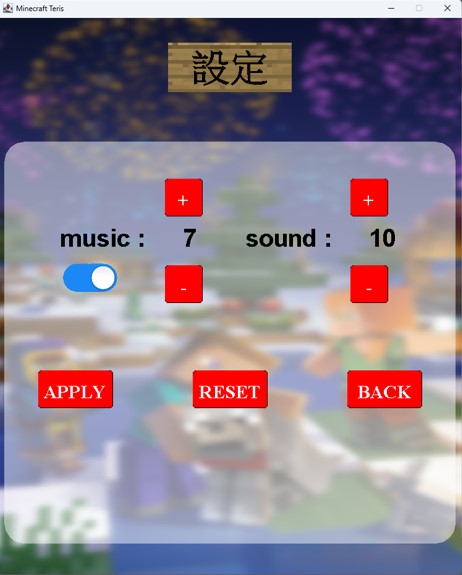 Minecraft Teris
設定
+ +
music : 7 sound : 10
- -
APPLY RESET BACK